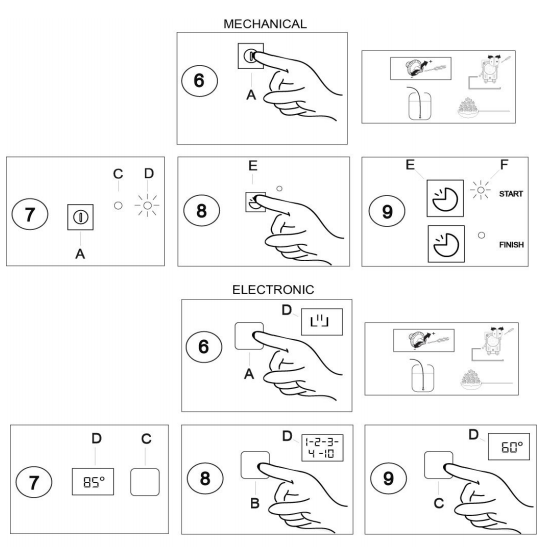 MECHANICAL
6
A
C D
7
A
E
8
E F
9
START
FINISH
ELECTRONIC
D
6
A
D C
7
85°
D
1-2-3-
4-10
8
B
D
60°
9
C